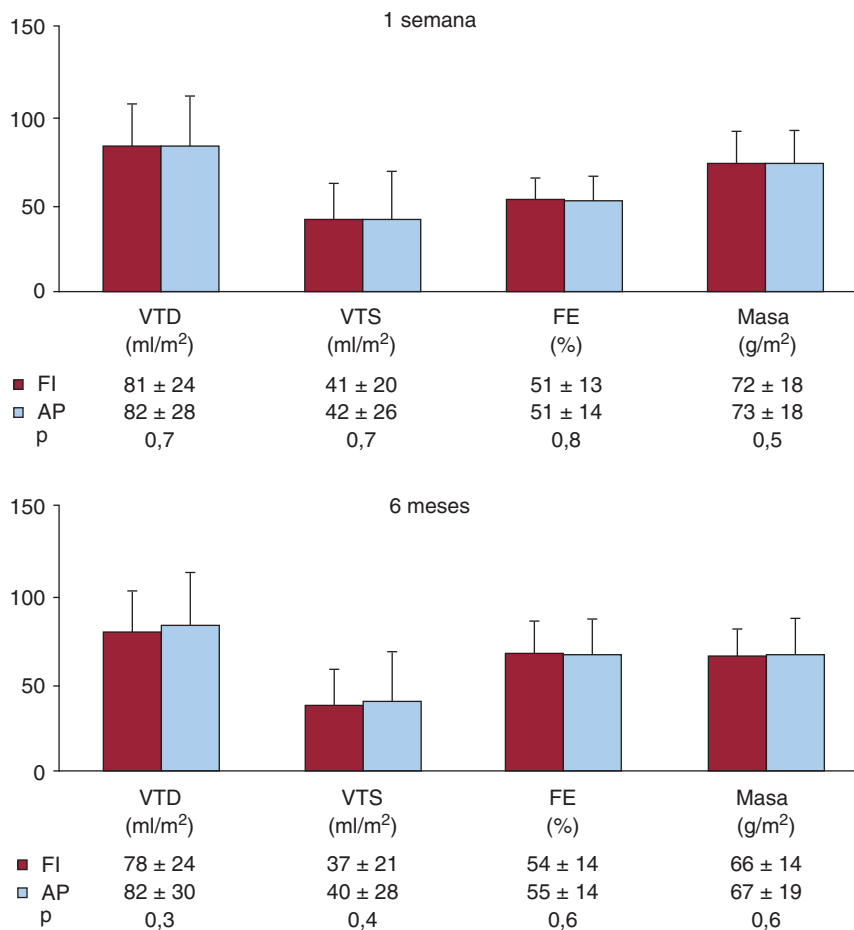 1 semana
150
100
50
0
VTD VTS FE Masa
(ml/m²) (ml/m²) (%) (g/m²)
FI 81 ± 24 41 ± 20 51 ± 13 72 ± 18
AP 82 ± 28 42 ± 26 51 ± 14 73 ± 18
p 0,7 0,7 0,8 0,5
6 meses
150
100
50
0
VTD VTS FE Masa
(ml/m²) (ml/m²) (%) (g/m²)
FI 78 ± 24 37 ± 21 54 ± 14 66 ± 14
AP 82 ± 30 40 ± 28 55 ± 14 67 ± 19
p 0,3 0,4 0,6 0,6